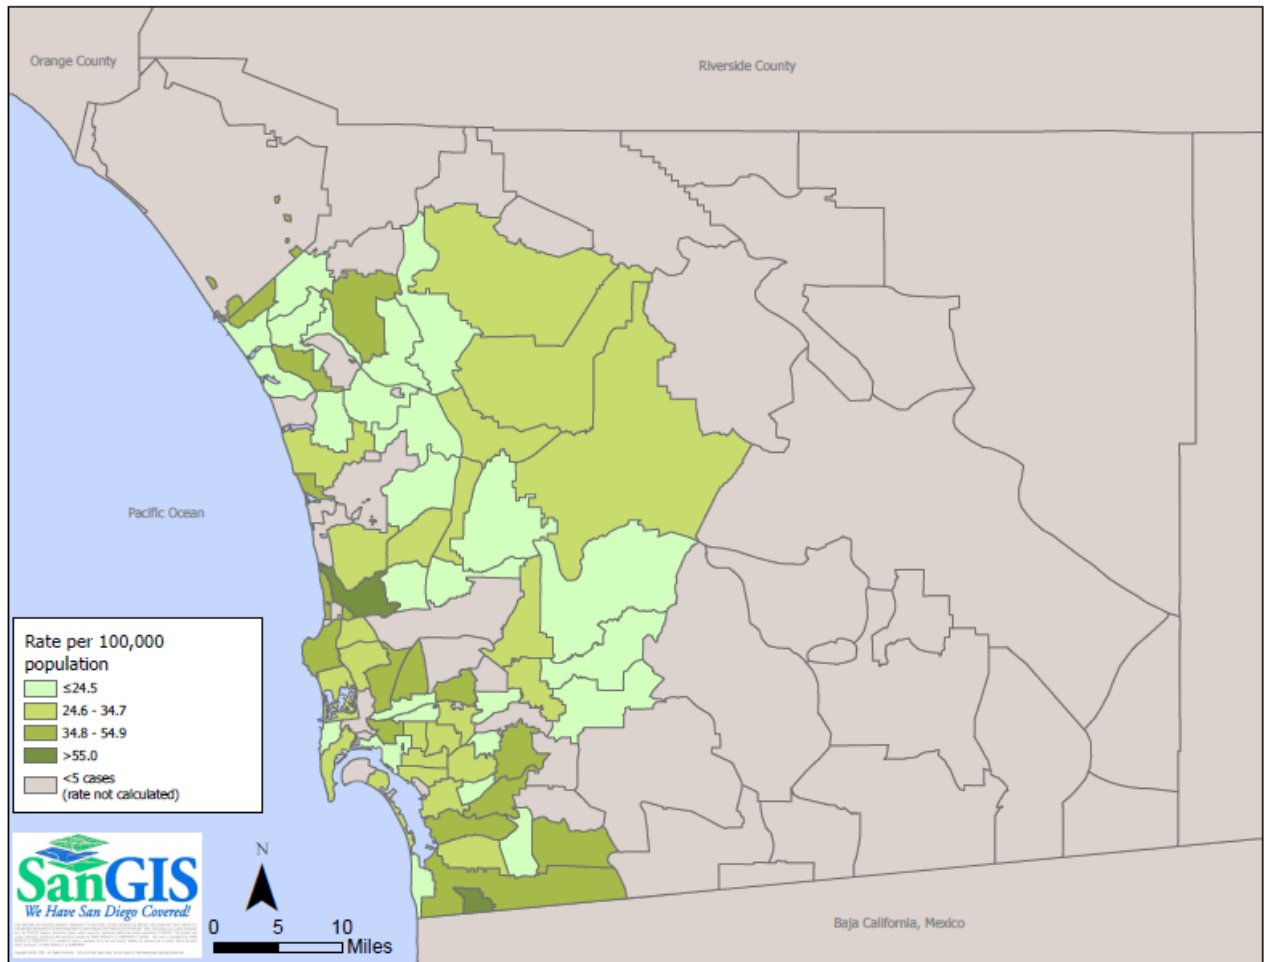 Orange County
Riverside County
Pacific Ocean
Rate per 100,000
population
≤24.5
24.6 - 34.7
34.8 - 54.9
>55.0
<5 cases
(rate not calculated)
SanGIS
We Have San Diego Covered!
N
0 5 10
Miles
Baja California, Mexico